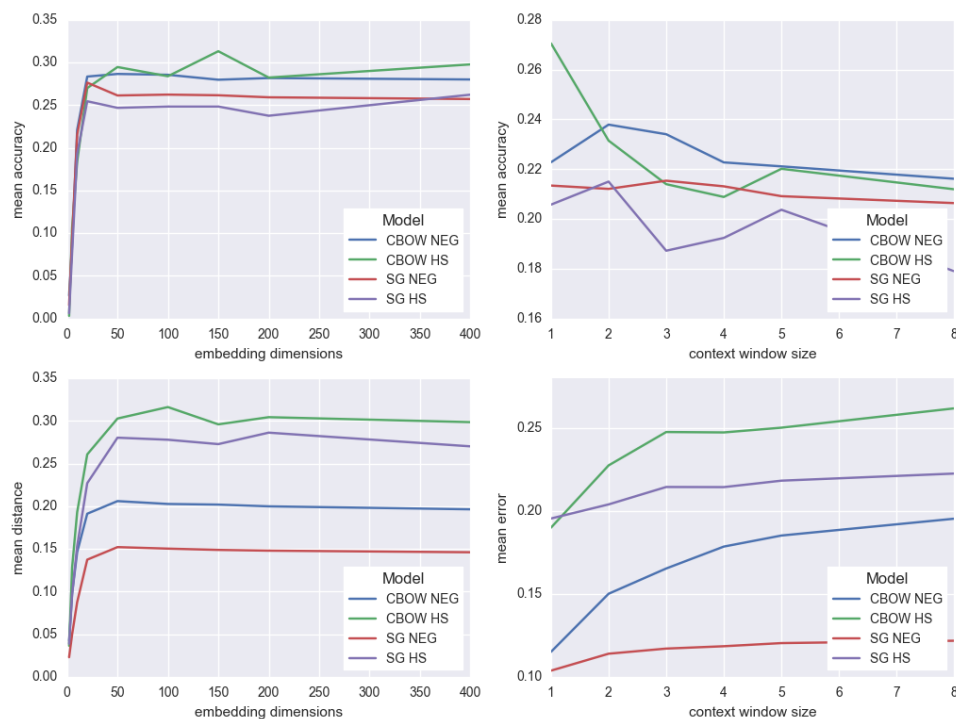 0.35
0.30
0.25
0.20
0.15
0.10
0.05
0.00
mean accuracy
0 50 100 150 200 250 300 350 400
embedding dimensions
Model
CBOW NEG
CBOW HS
SG NEG
SG HS
0.28
0.26
0.24
0.22
0.20
0.18
0.16
mean accuracy
1 2 3 4 5 6 7 8
context window size
Model
CBOW NEG
CBOW HS
SG NEG
SG HS
0.35
0.30
0.25
0.20
0.15
0.10
0.05
0.00
mean distance
0 50 100 150 200 250 300 350 400
embedding dimensions
Model
CBOW NEG
CBOW HS
SG NEG
SG HS
0.25
0.20
0.15
0.10
mean error
1 2 3 4 5 6 7 8
context window size
Model
CBOW NEG
CBOW HS
SG NEG
SG HS